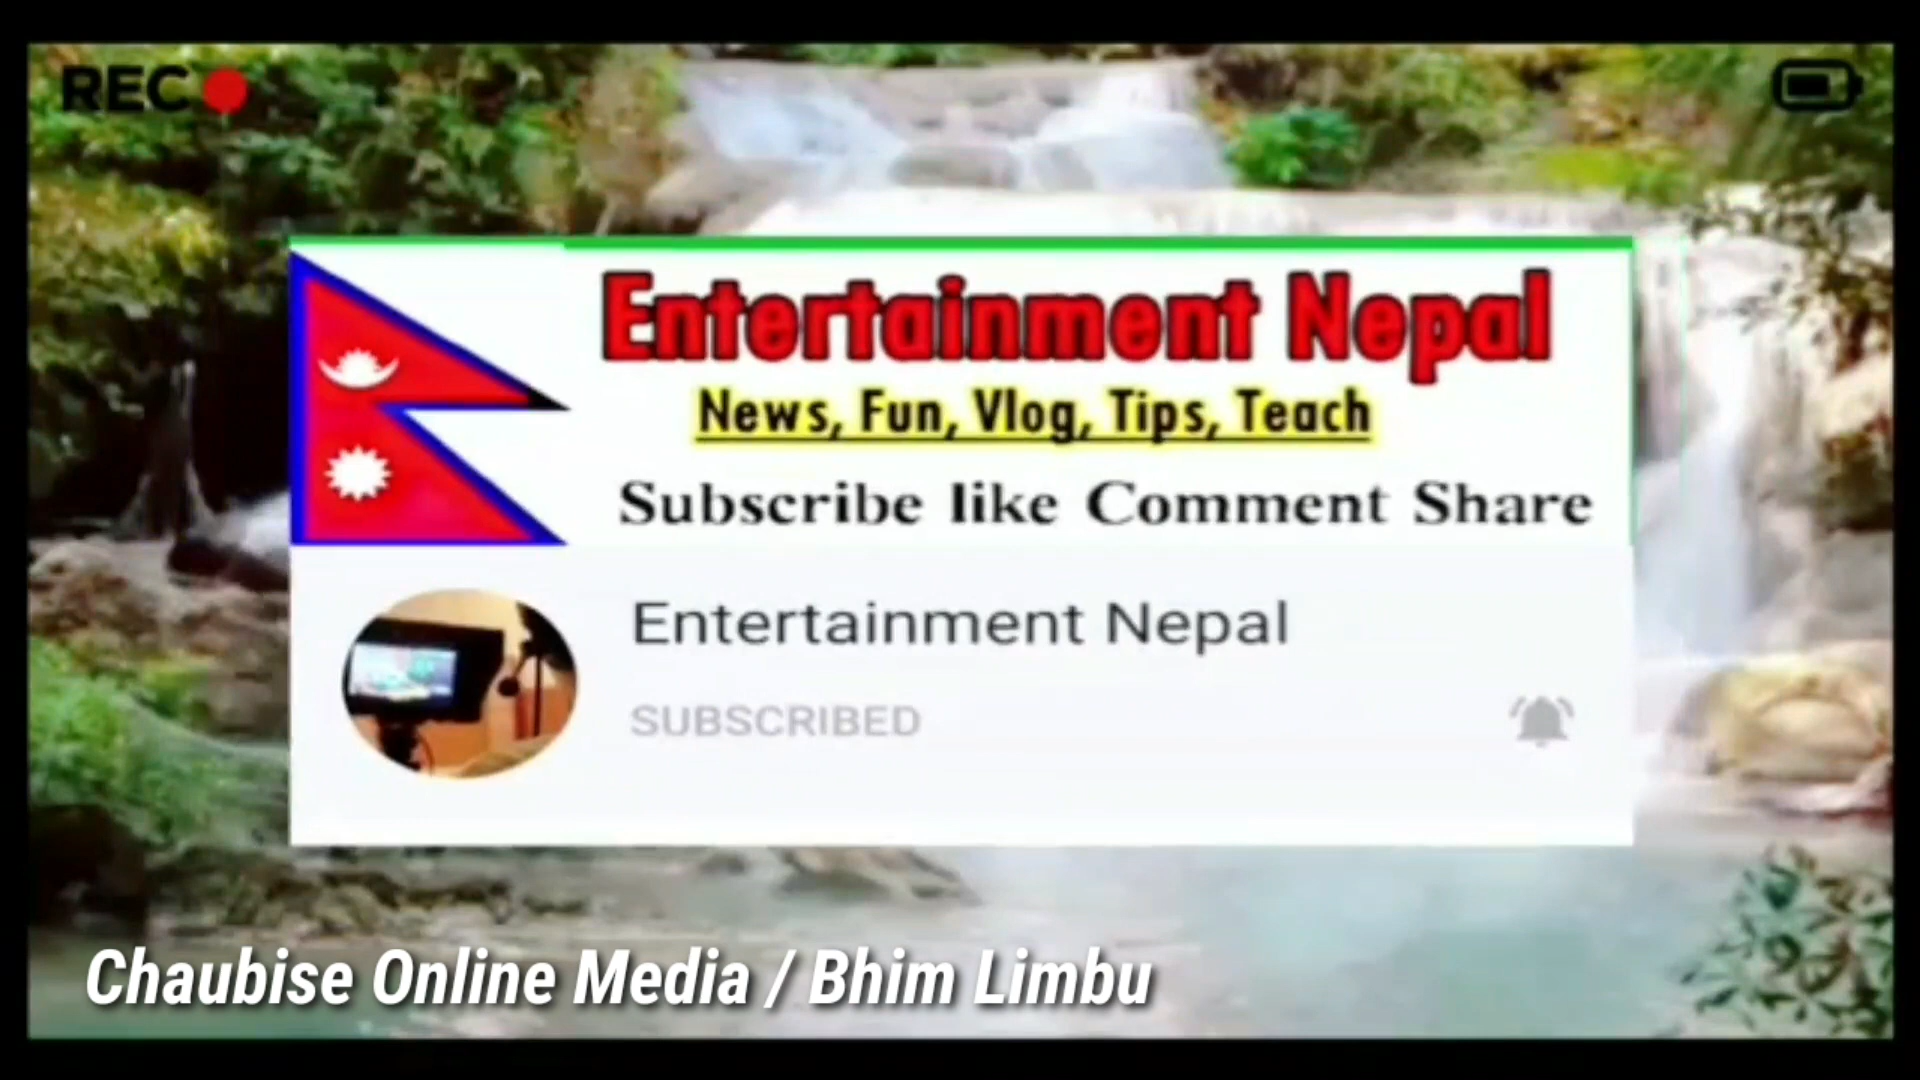 REC
Entertainment Nepal
News, Fun, Vlog, Tips, Teach
Subscribe like Comment Share
Entertainment Nepal
SUBSCRIBED
Chaubise Online Media / Bhim Limbu